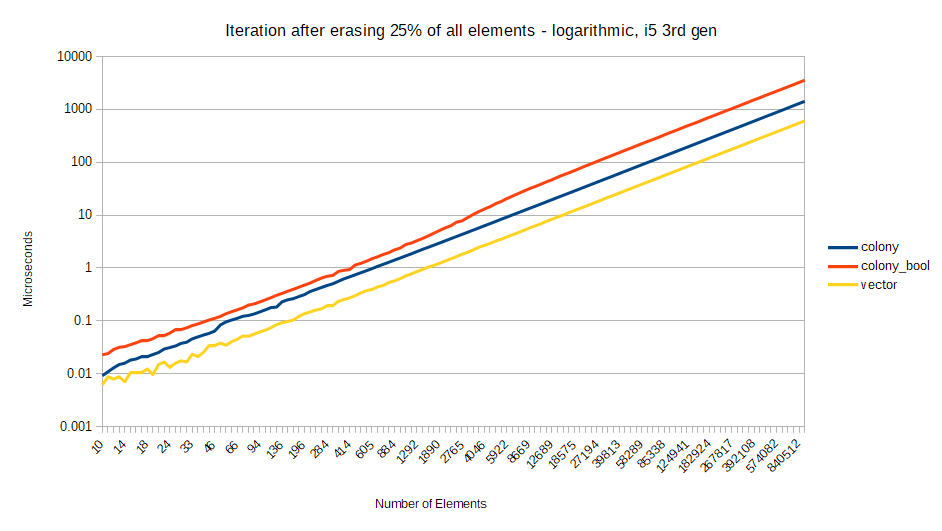 Iteration after erasing 25% of all elements - logarithmic, i5 3rd gen
10000
1000
100
10
1
0.1
0.01
0.001
Microseconds
10 14 18 24 33 46 66 94 136 196 284 414 605 884 1292 1890 2765 4046 5922 8669 12689 18575 27194 39813 58289 85338 124941 182924 267817 392108 574082 840512
Number of Elements
colony
colony_bool
vector